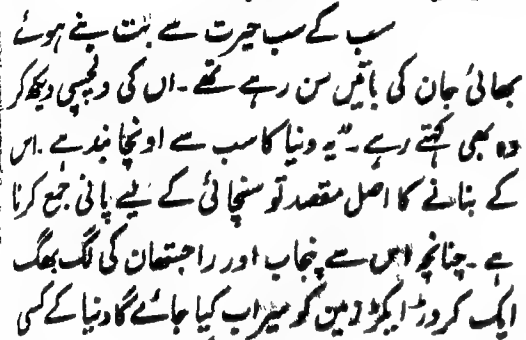 سب کے سب حیرت سے بُت بنے ہوئے
بھائی جان کی باتیں سن رہے تھے۔ اں کی دلچسپی دیکھ کر
وہ بھی کہتے رہے۔ "یہ دنیا کا سب سے اونچا بند ہے۔ اس
کے بنانے کا اصل مقصد تو سنچائی کے لیے پانی جمع کرنا
ہے۔ چنانچہ اس سے پنجاب اور راجستھان کی لگ بھگ
ایک کروڑ ایکڑ زمین کو سیراب کیا جائے گا دنیا کے کسی